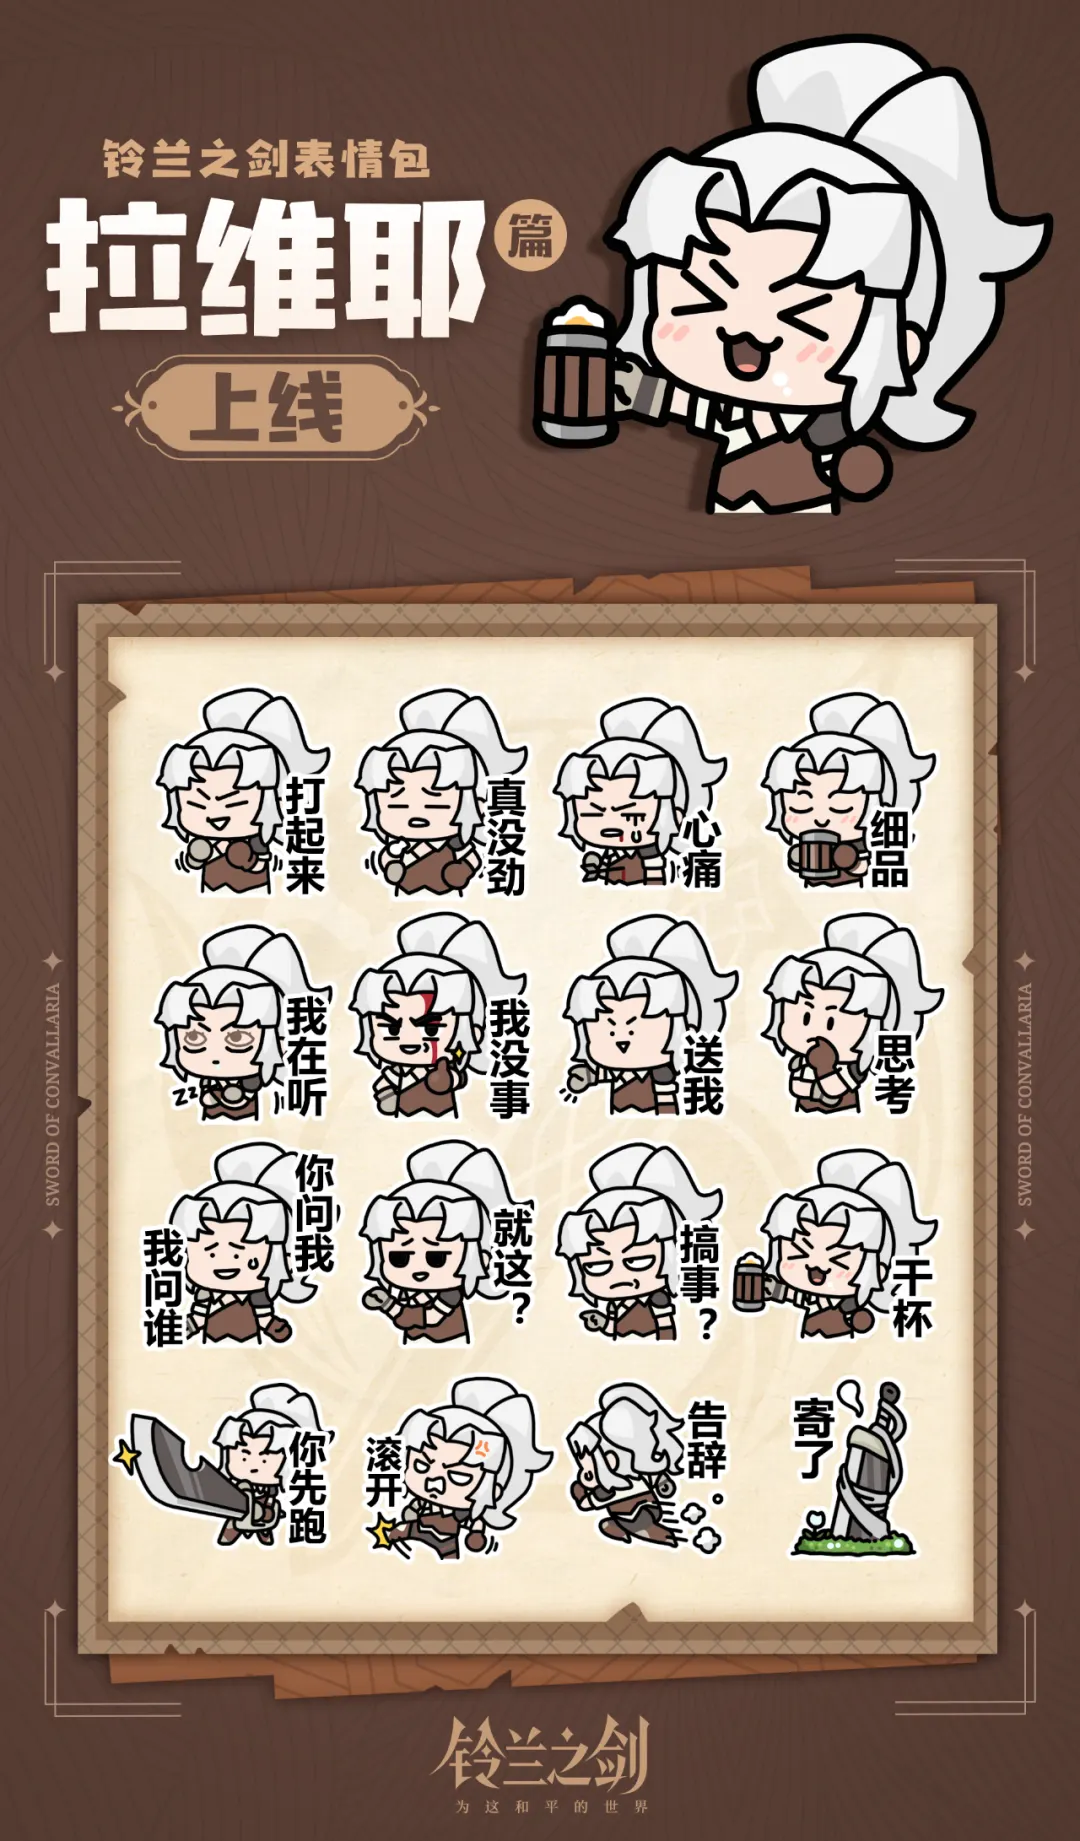 铃兰之剑表情包
拉维耶
篇
上线
打起来
真没劲
心痛
细品
我在听
zz
我没事
送我
思考
你问我
我问谁
就这？
搞事？
干杯
你先跑
滚开
告辞。
寄了
SWORD OF CONVALLARIA
SWORD OF CONVALLARIA
铃兰之剑
为这和平的世界